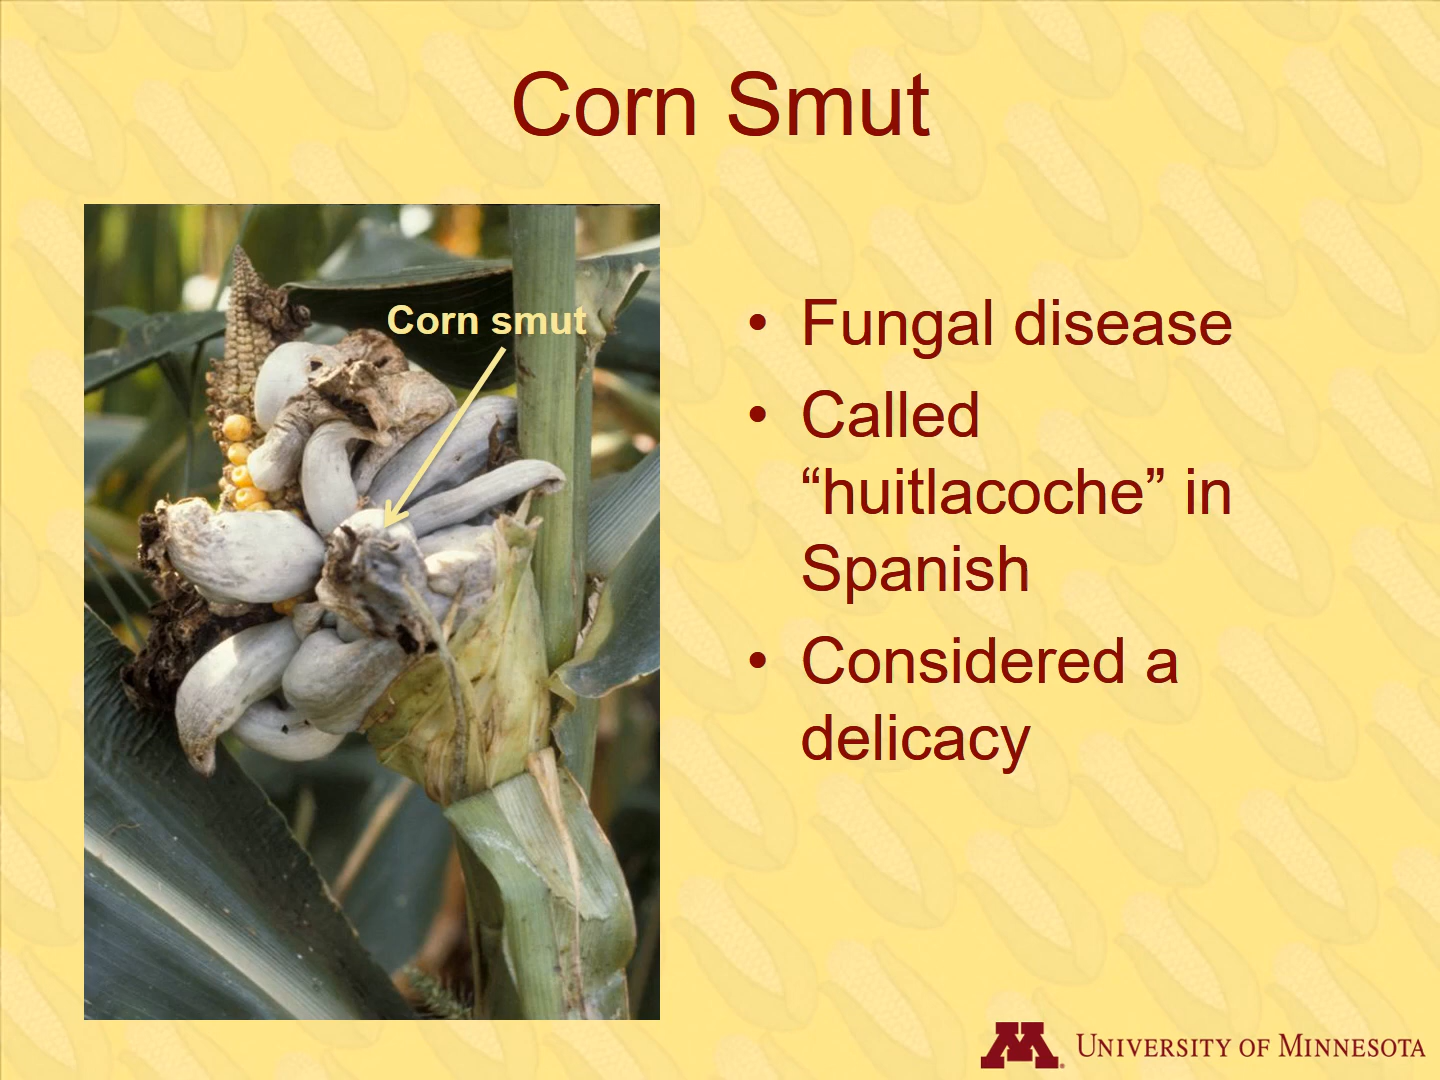 Corn Smut
Corn smut
• Fungal disease
• Called
“huitlacoche” in
Spanish
• Considered a
delicacy
M
UNIVERSITY OF MINNESOTA